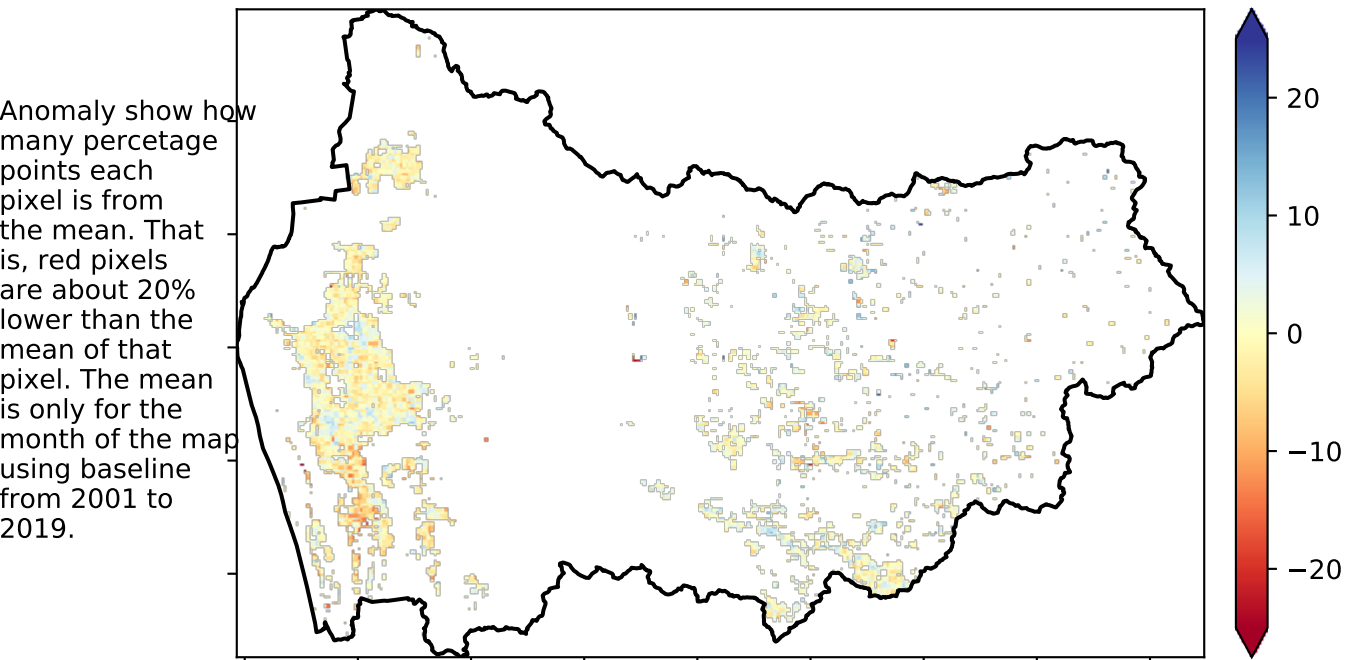 Anomaly show how
many percetage
points each
pixel is from
the mean. That
is, red pixels
are about 20%
lower than the
mean of that
pixel. The mean
is only for the
month of the map
using baseline
from 2001 to
2019.
20
10
0
−10
−20